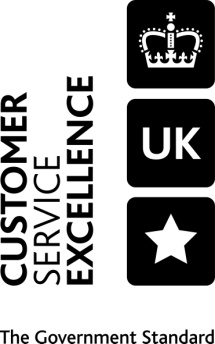 CUSTOMER
SERVICE
EXCELLENCE
UK
The Government Standard